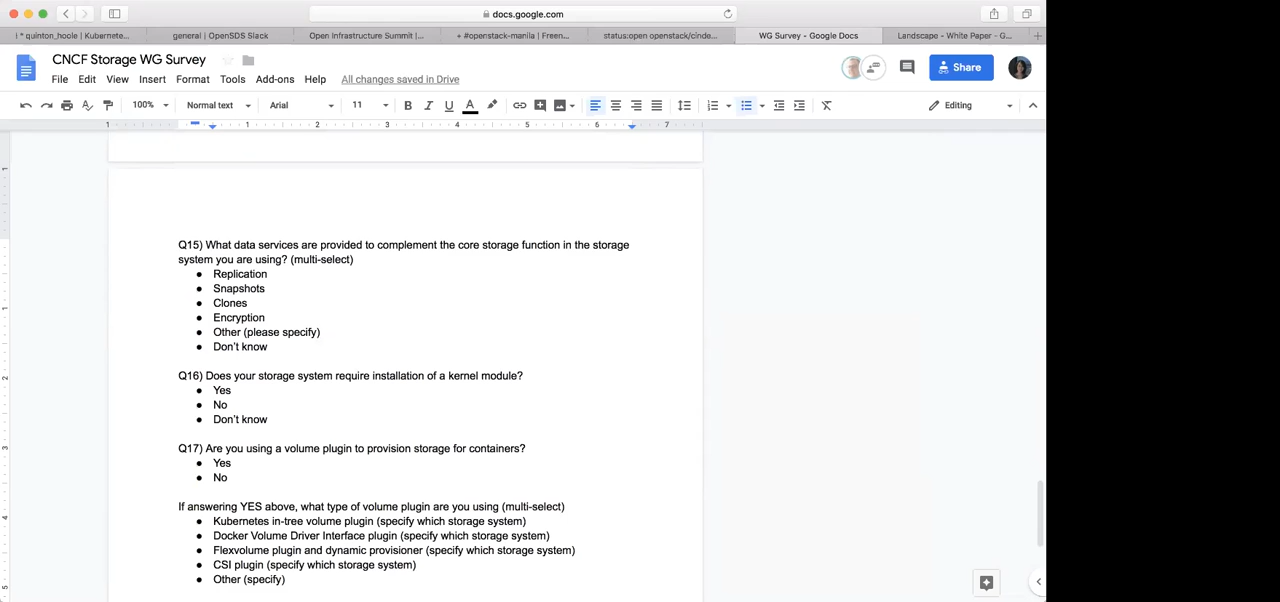 docs.google.com
! * quinton_hoole | Kubernete...
general | OpenSDS Slack
Open Infrastructure Summit |...
+ #openstack-manila | Freen...
status:open openstack/cinde...
WG Survey - Google Docs
Landscape - White Paper - G...
CNCF Storage WG Survey
File Edit View Insert Format Tools Add-ons Help All changes saved in Drive
Share
100% Normal text Arial 11 B I U A Editing
1 1 2 3 4 5 6 7
Q15) What data services are provided to complement the core storage function in the storage
system you are using? (multi-select)
● Replication
● Snapshots
● Clones
● Encryption
● Other (please specify)
● Don't know
Q16) Does your storage system require installation of a kernel module?
● Yes
● No
● Don't know
Q17) Are you using a volume plugin to provision storage for containers?
● Yes
● No
If answering YES above, what type of volume plugin are you using (multi-select)
● Kubernetes in-tree volume plugin (specify which storage system)
● Docker Volume Driver Interface plugin (specify which storage system)
● Flexvolume plugin and dynamic provisioner (specify which storage system)
● CSI plugin (specify which storage system)
● Other (specify)